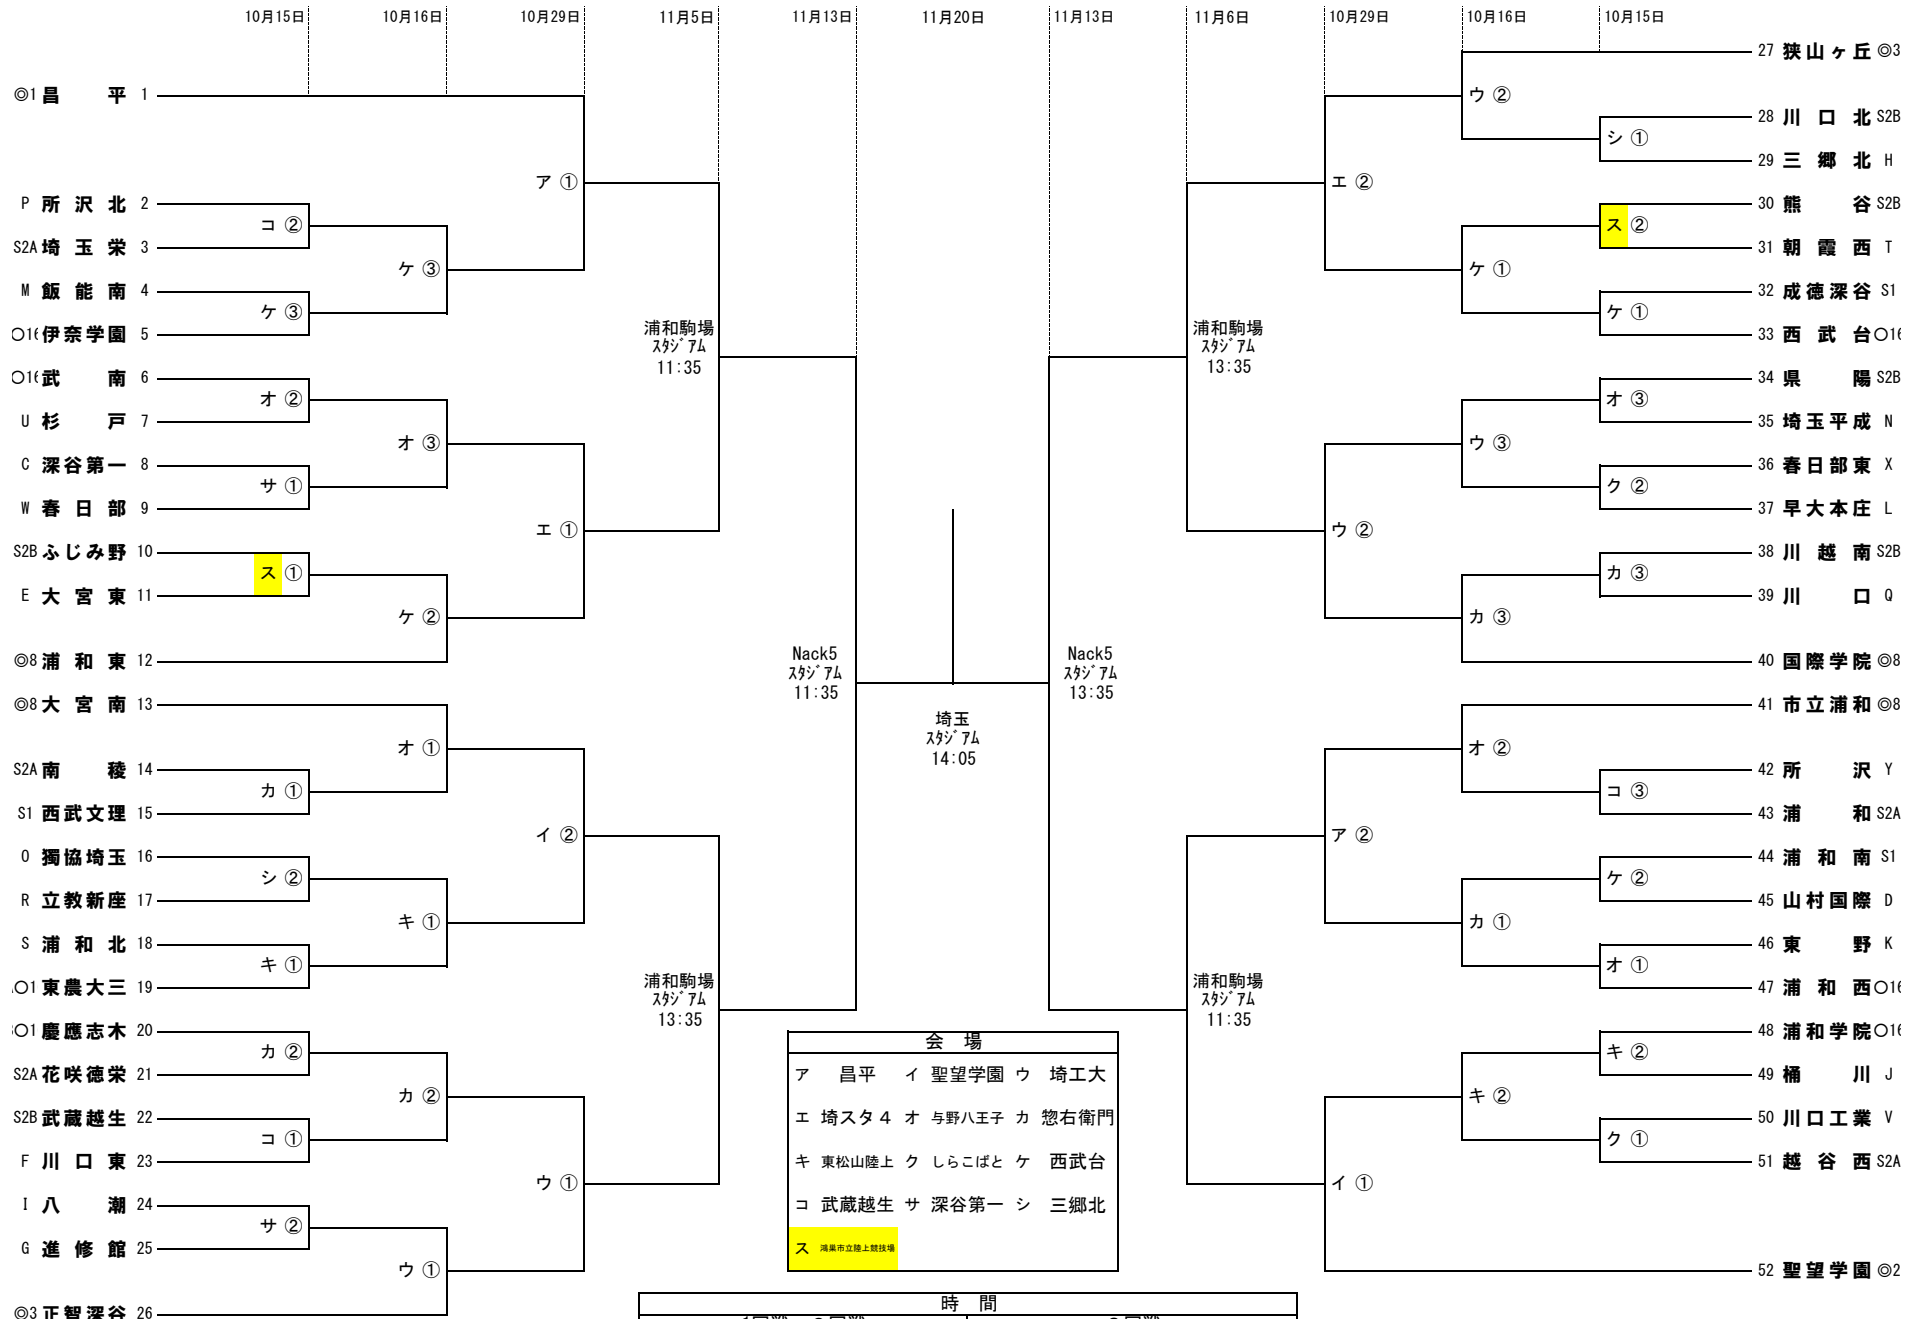 10月15日 10月16日 10月29日 11月5日 11月13日 11月20日 11月13日 11月6日 10月29日 10月16日 10月15日
◎1 昌平 1
ア ①
P 所沢北 2
コ ②
S2A 埼玉栄 3
ケ ③
M 飯能南 4
ケ ③
〇16 伊奈学園 5
浦和駒場
スタジアム
11:35
〇16 武南 6
オ ②
U 杉戸 7
オ ③
C 深谷第一 8
サ ①
W 春日部 9
エ ①
S2B ふじみ野 10
ス ①
E 大宮東 11
ケ ②
◎8 浦和東 12
Nack5
スタジアム
11:35
◎8 大宮南 13
オ ①
S2A 南稜 14
カ ①
S1 西武文理 15
イ ②
O 獨協埼玉 16
シ ②
R 立教新座 17
キ ①
S 浦和北 18
キ ①
〇1 東農大三 19
浦和駒場
スタジアム
13:35
〇1 慶應志木 20
カ ②
S2A 花咲徳栄 21
カ ②
S2B 武蔵越生 22
コ ①
F 川口東 23
ウ ①
I 八潮 24
サ ②
G 進修館 25
ウ ①
◎3 正智深谷 26
埼玉
スタジアム
14:05
27 狭山ヶ丘 ◎3
ウ ②
28 川口北 S2B
シ ①
29 三郷北 H
エ ②
30 熊谷 S2B
ス ②
31 朝霞西 T
ケ ①
32 成徳深谷 S1
ケ ①
33 西武台 〇16
浦和駒場
スタジアム
13:35
34 県陽 S2B
オ ③
35 埼玉平成 N
ウ ③
36 春日部東 X
ク ②
37 早大本庄 L
ウ ②
38 川越南 S2B
カ ③
39 川口 Q
カ ③
40 国際学院 ◎8
Nack5
スタジアム
13:35
41 市立浦和 ◎8
オ ②
42 所沢 Y
コ ③
43 浦和 S2A
ア ②
44 浦和南 S1
ケ ②
45 山村国際 D
カ ①
46 東野 K
オ ①
47 浦和西 〇16
浦和駒場
スタジアム
11:35
48 浦和学院 〇16
キ ②
49 桶川 J
キ ②
50 川口工業 V
ク ①
51 越谷西 S2A
イ ①
52 聖望学園 ◎2
会場
ア 昌平 イ 聖望学園 ウ 埼工大
エ 埼スタ4 オ 与野八王子 カ 惣右衛門
キ 東松山陸上 ク しらこばと ケ 西武台
コ 武蔵越生 サ 深谷第一 シ 三郷北
ス 鴻巣市立陸上競技場
時間